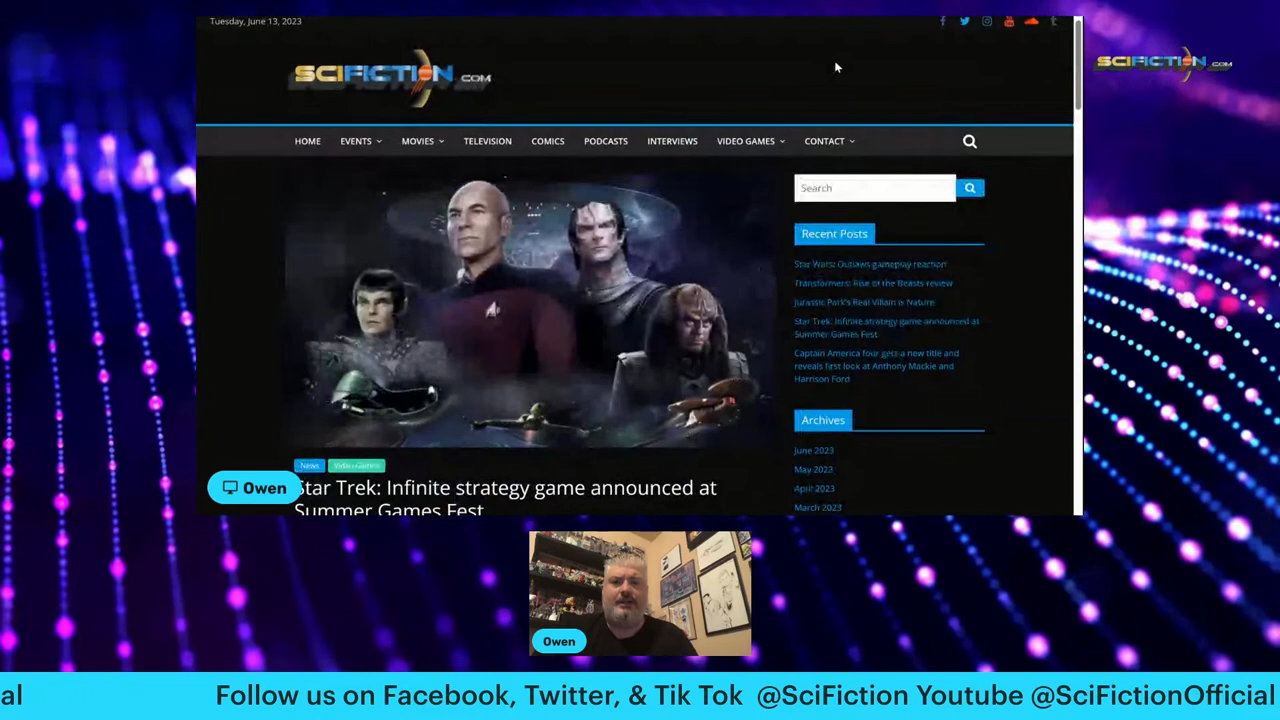 Tuesday, June 13, 2023
SCIFICTION.COM
SCIFICTION.COM
HOME EVENTS MOVIES TELEVISION COMICS PODCASTS INTERVIEWS VIDEO GAMES CONTACT
Search
Recent Posts
Star Wars: Outlaws gameplay reaction
Transformers: Rise of the Beasts review
Jurassic Park's Real Villain is Nature
Star Trek: Infinite strategy game announced at
Summer Games Fest
Captain America four gets a new title and
reveals first look at Anthony Mackie and
Harrison Ford
Archives
June 2023
May 2023
April 2023
March 2023
News Video Games
Star Trek: Infinite strategy game announced at
Summer Games Fest
Owen
Owen
al Follow us on Facebook, Twitter, & Tik Tok @SciFiction Youtube @SciFictionOfficial